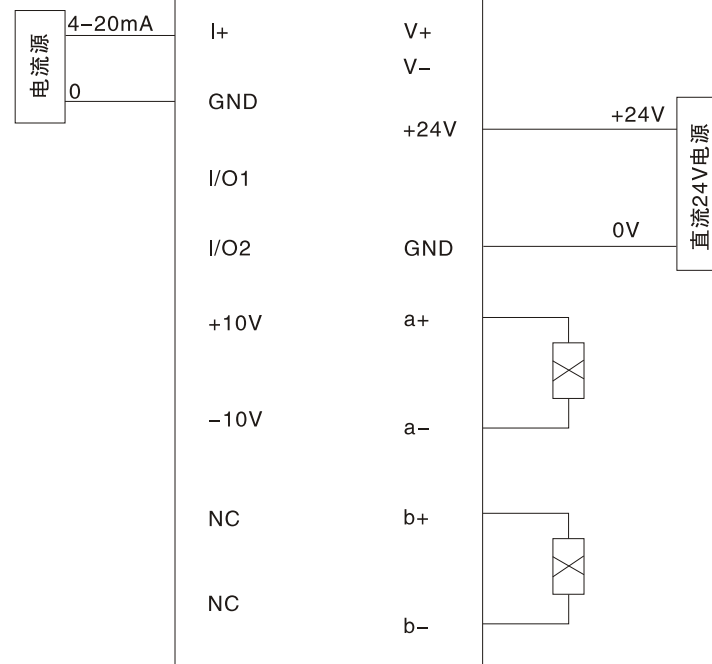 电流源
4-20mA
0
I+
GND
I/O1
I/O2
+10V
-10V
NC
NC
V+
V-
+24V
GND
a+
a-
b+
b-
+24V
0V
直流24V电源